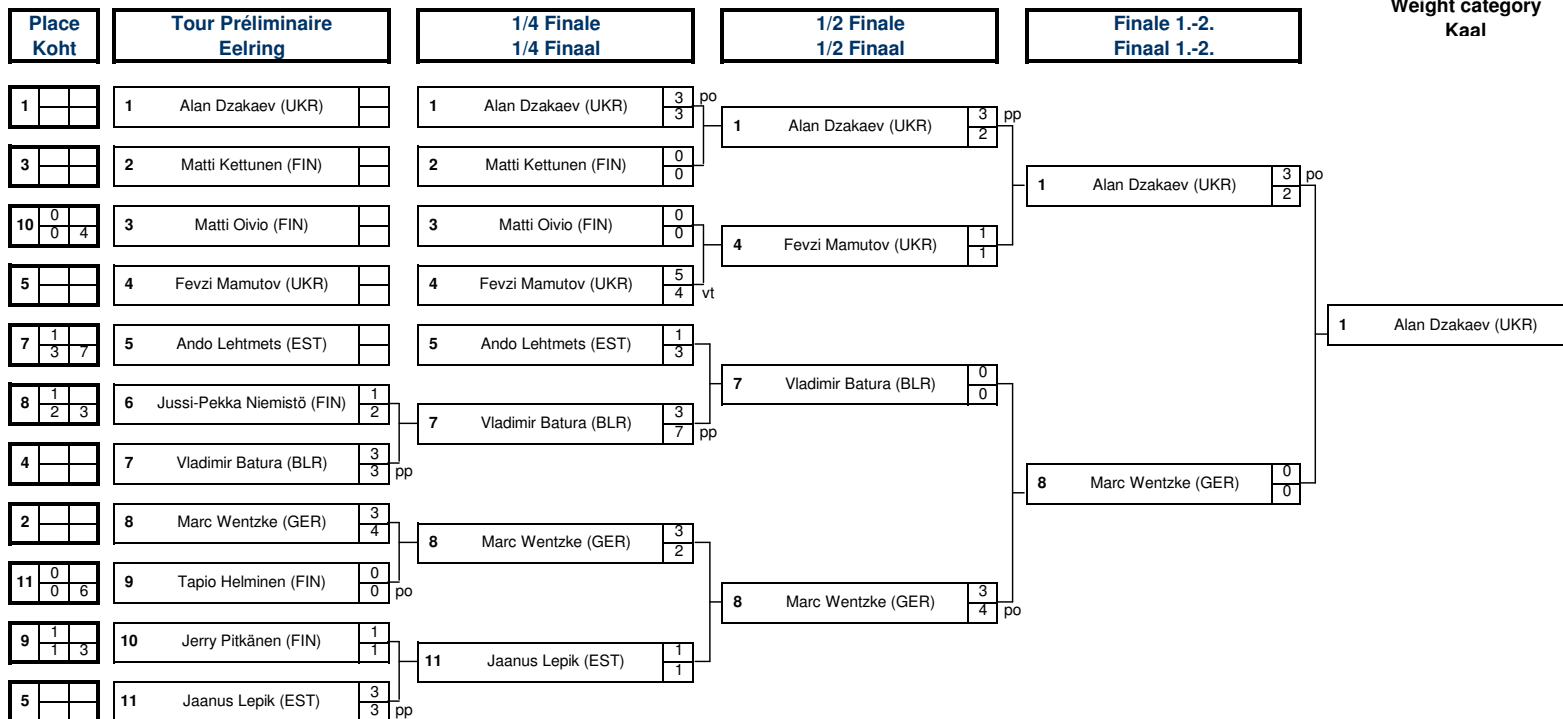 Weight category
Kaal
Place
Koht
Tour Préliminaire
Eelring
1/4 Finale
1/4 Finaal
1/2 Finale
1/2 Finaal
Finale 1.-2.
Finaal 1.-2.
1
1 Alan Dzakaev (UKR)
1 Alan Dzakaev (UKR) 3 po
3
1 Alan Dzakaev (UKR) 3 pp
2
3
2 Matti Kettunen (FIN)
2 Matti Kettunen (FIN) 0
0
1 Alan Dzakaev (UKR) 3 po
2
10 0
0 4
3 Matti Oivio (FIN)
3 Matti Oivio (FIN) 0
0
4 Fevzi Mamutov (UKR) 1
1
5
4 Fevzi Mamutov (UKR)
4 Fevzi Mamutov (UKR) 5
4 vt
1 Alan Dzakaev (UKR)
7 1
3 7
5 Ando Lehtmets (EST)
5 Ando Lehtmets (EST) 1
3
7 Vladimir Batura (BLR) 0
0
8 1
2 3
6 Jussi-Pekka Niemistö (FIN) 1
2
7 Vladimir Batura (BLR) 3
7 pp
4
7 Vladimir Batura (BLR) 3
3 pp
8 Marc Wentzke (GER) 0
0
2
8 Marc Wentzke (GER) 3
4
8 Marc Wentzke (GER) 3
2
11 0
0 6
9 Tapio Helminen (FIN) 0
0 po
8 Marc Wentzke (GER) 3
4 po
9 1
1 3
10 Jerry Pitkänen (FIN) 1
1
11 Jaanus Lepik (EST) 1
1
5
11 Jaanus Lepik (EST) 3
3 pp